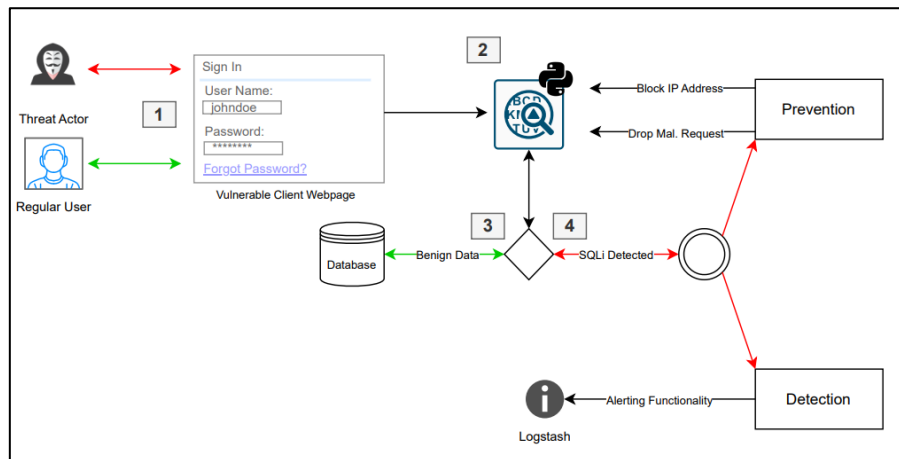 2
Sign In
User Name:
johndoe
Password:
********
Forgot Password?
Vulnerable Client Webpage
1
Threat Actor
Regular User
Block IP Address
Drop Mal. Request
Prevention
3
4
Database
Benign Data
SQLi Detected
Alerting Functionality
Detection
Logstash